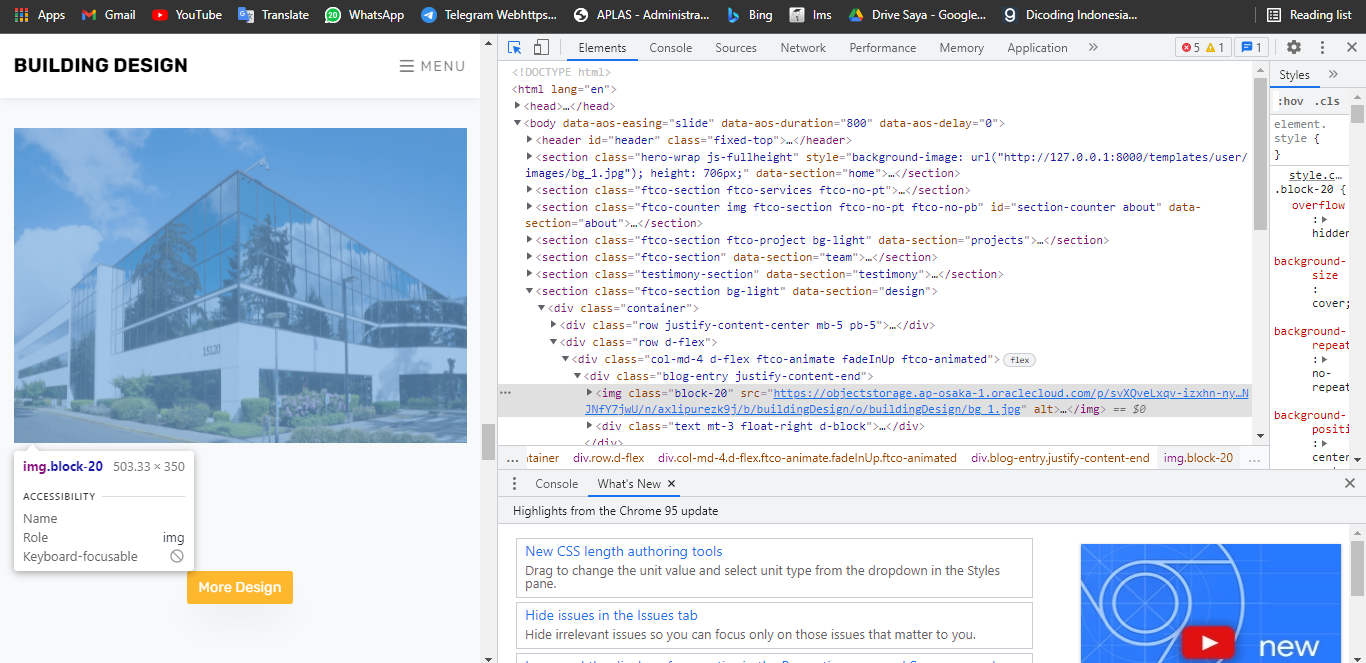 Apps Gmail YouTube Translate WhatsApp Telegram Webhttps... APLAS - Administra... Bing Ims Drive Saya - Google... Dicoding Indonesia... Reading list
BUILDING DESIGN MENU
15120
img.block-20 503.33 × 350
ACCESSIBILITY
Name
Role img
Keyboard-focusable
More Design
Elements Console Sources Network Performance Memory Application » 5 1 1
<!DOCTYPE html>
<html lang="en">
<head>…</head>
<body data-aos-easing="slide" data-aos-duration="800" data-aos-delay="0">
<header id="header" class="fixed-top">…</header>
<section class="hero-wrap js-fullheight" style="background-image: url("http://127.0.0.1:8000/templates/user/
images/bg_1.jpg"); height: 706px;" data-section="home">…</section>
<section class="ftco-section ftco-services ftco-no-pt">…</section>
<section class="ftco-counter img ftco-section ftco-no-pt ftco-no-pb" id="section-counter about" data-
section="about">…</section>
<section class="ftco-section ftco-project bg-light" data-section="projects">…</section>
<section class="ftco-section" data-section="team">…</section>
<section class="testimony-section" data-section="testimony">…</section>
<section class="ftco-section bg-light" data-section="design">
<div class="container">
<div class="row justify-content-center mb-5 pb-5">…</div>
<div class="row d-flex">
<div class="col-md-4 d-flex ftco-animate fadeInUp ftco-animated"> flex
<div class="blog-entry justify-content-end">
<img class="block-20" src="https://objectstorage.ap-osaka-1.oraclecloud.com/p/svXQveLxqv-izxhn-ny…N
JNfY7jwU/n/axlipurezk9j/b/buildingDesign/o/buildingDesign/bg_1.jpg" alt>…</img> == $0
<div class="text mt-3 float-right d-block">…</div>
</div>
... ntainer div.row.d-flex div.col-md-4.d-flex.ftco-animate.fadeInUp.ftco-animated div.blog-entry.justify-content-end img.block-20 ...
Styles »
:hov .cls
element.
style {
}
style.c…
.block-20 {
overflow
:
hidden
background-
size
:
cover;
background-
repeat
:
no-
repeat
background-
positi
:
center
Console What's New ×
Highlights from the Chrome 95 update
New CSS length authoring tools
Drag to change the unit value and select unit type from the dropdown in the Styles
pane.
Hide issues in the Issues tab
Hide irrelevant issues so you can focus only on those issues that matter to you.
new